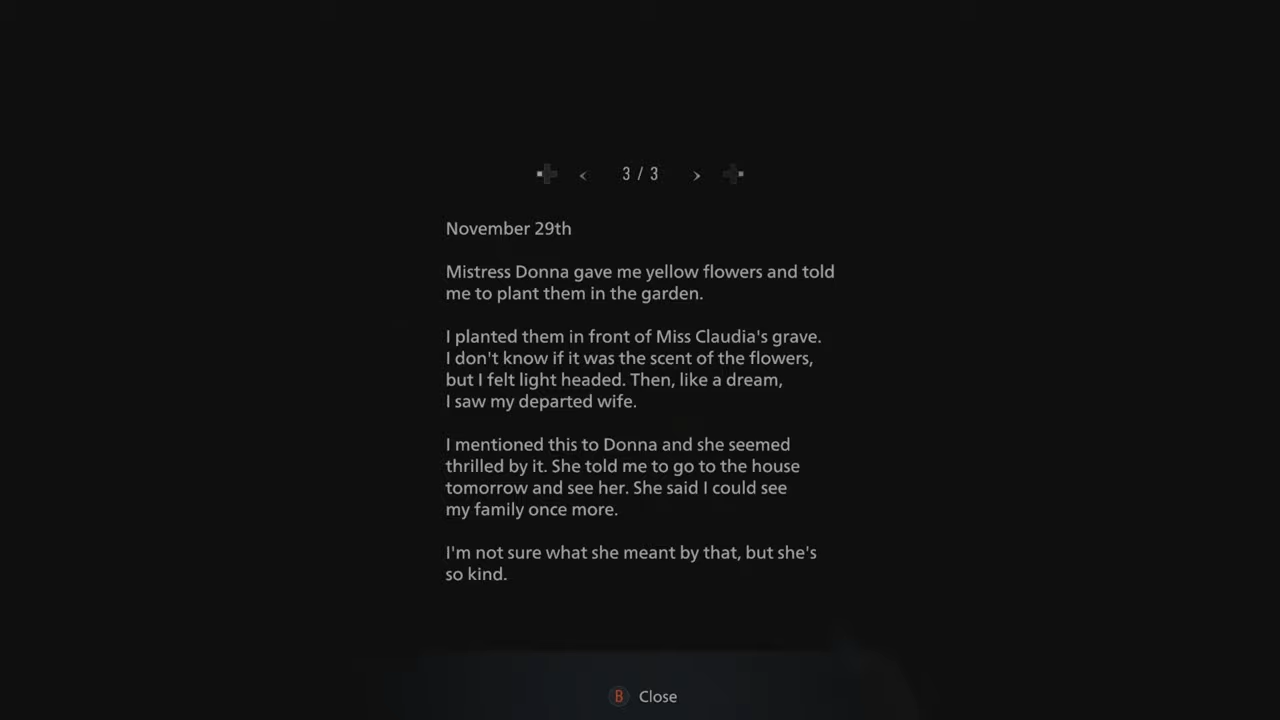 < 3 / 3 >
November 29th
Mistress Donna gave me yellow flowers and told
me to plant them in the garden.
I planted them in front of Miss Claudia's grave.
I don't know if it was the scent of the flowers,
but I felt light headed. Then, like a dream,
I saw my departed wife.
I mentioned this to Donna and she seemed
thrilled by it. She told me to go to the house
tomorrow and see her. She said I could see
my family once more.
I'm not sure what she meant by that, but she's
so kind.
B Close